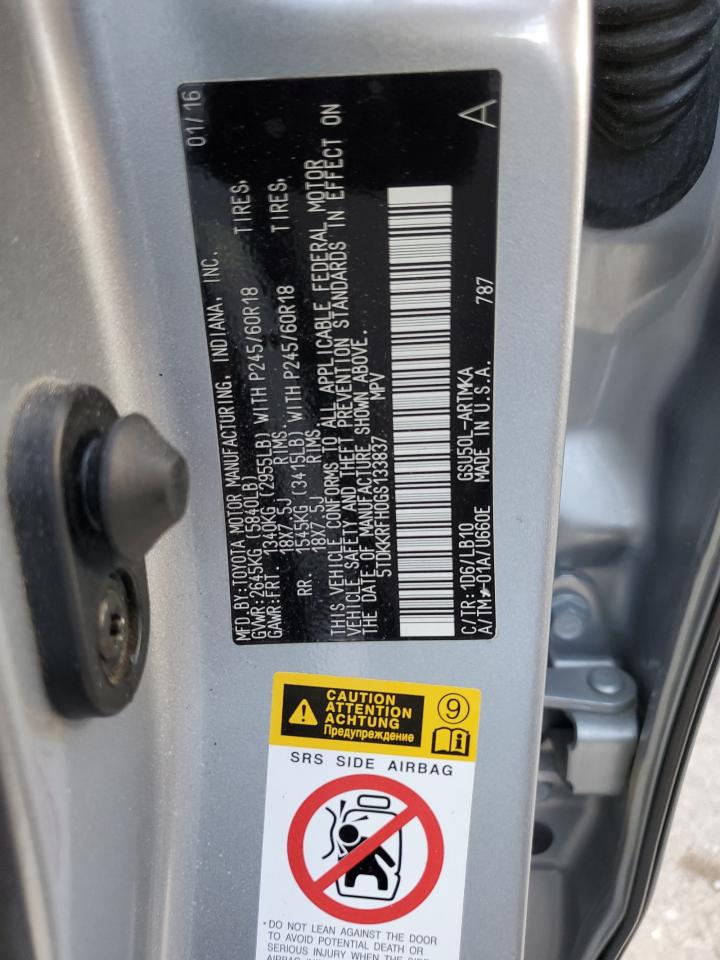 MFD.BY:TOYOTA MOTOR MANUFACTURING, INDIANA, INC. 01/16
GVWR:2645KG (5840LB)
GAWR:FRT. 1340KG (2955LB) WITH P245/60R18 TIRES,
18X7.5J RIMS
RR. 1545KG (3415LB) WITH P245/60R18 TIRES,
18X7.5J RIMS
THIS VEHICLE CONFORMS TO ALL APPLICABLE FEDERAL MOTOR
VEHICLE SAFETY AND THEFT PREVENTION STANDARDS IN EFFECT ON
THE DATE OF MANUFACTURE SHOWN ABOVE.
5TDKKRFH0GS133837 MPV
C/TR:1D6/LB10 GSU50L-ARTMKA 787 A
A/TM:-01A/U660E MADE IN U.S.A.
CAUTION
ATTENTION
ACHTUNG
Предупреждение
9
i
SRS SIDE AIRBAG
•DO NOT LEAN AGAINST THE DOOR
TO AVOID POTENTIAL DEATH OR
SERIOUS INJURY WHEN THE SIDE